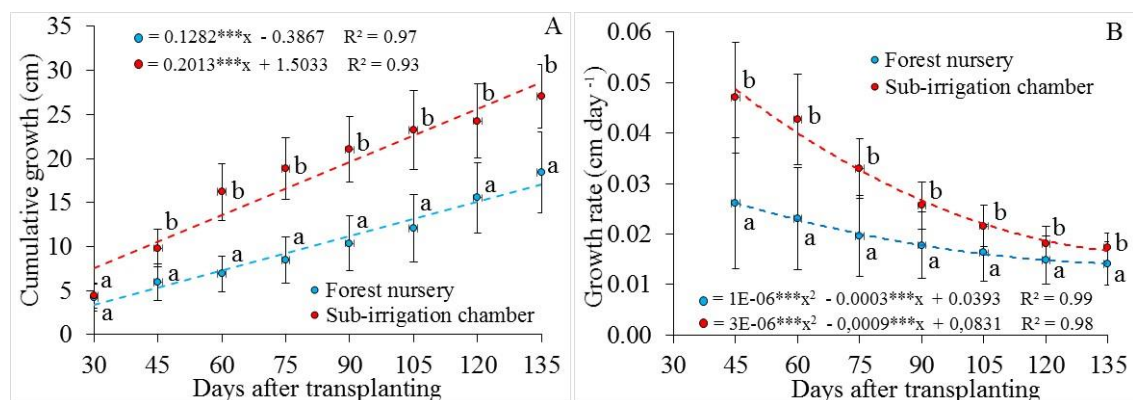 A
= 0.1282***x - 0.3867 R² = 0.97
= 0.2013***x + 1.5033 R² = 0.93
Cumulative growth (cm)
35
30
25
20
15
10
5
0
a
a b
a b
a b
a b
a b
a b
a b
Forest nursery
Sub-irrigation chamber
30 45 60 75 90 105 120 135
Days after transplanting
B
Forest nursery
Sub-irrigation chamber
Growth rate (cm day -1)
0.06
0.05
0.04
0.03
0.02
0.01
0.00
b b b b b b b
a a a a a a a
= 1E-06***x² - 0.0003***x + 0.0393 R² = 0.99
= 3E-06***x² - 0,0009***x + 0,0831 R² = 0.98
30 45 60 75 90 105 120 135
Days after transplanting